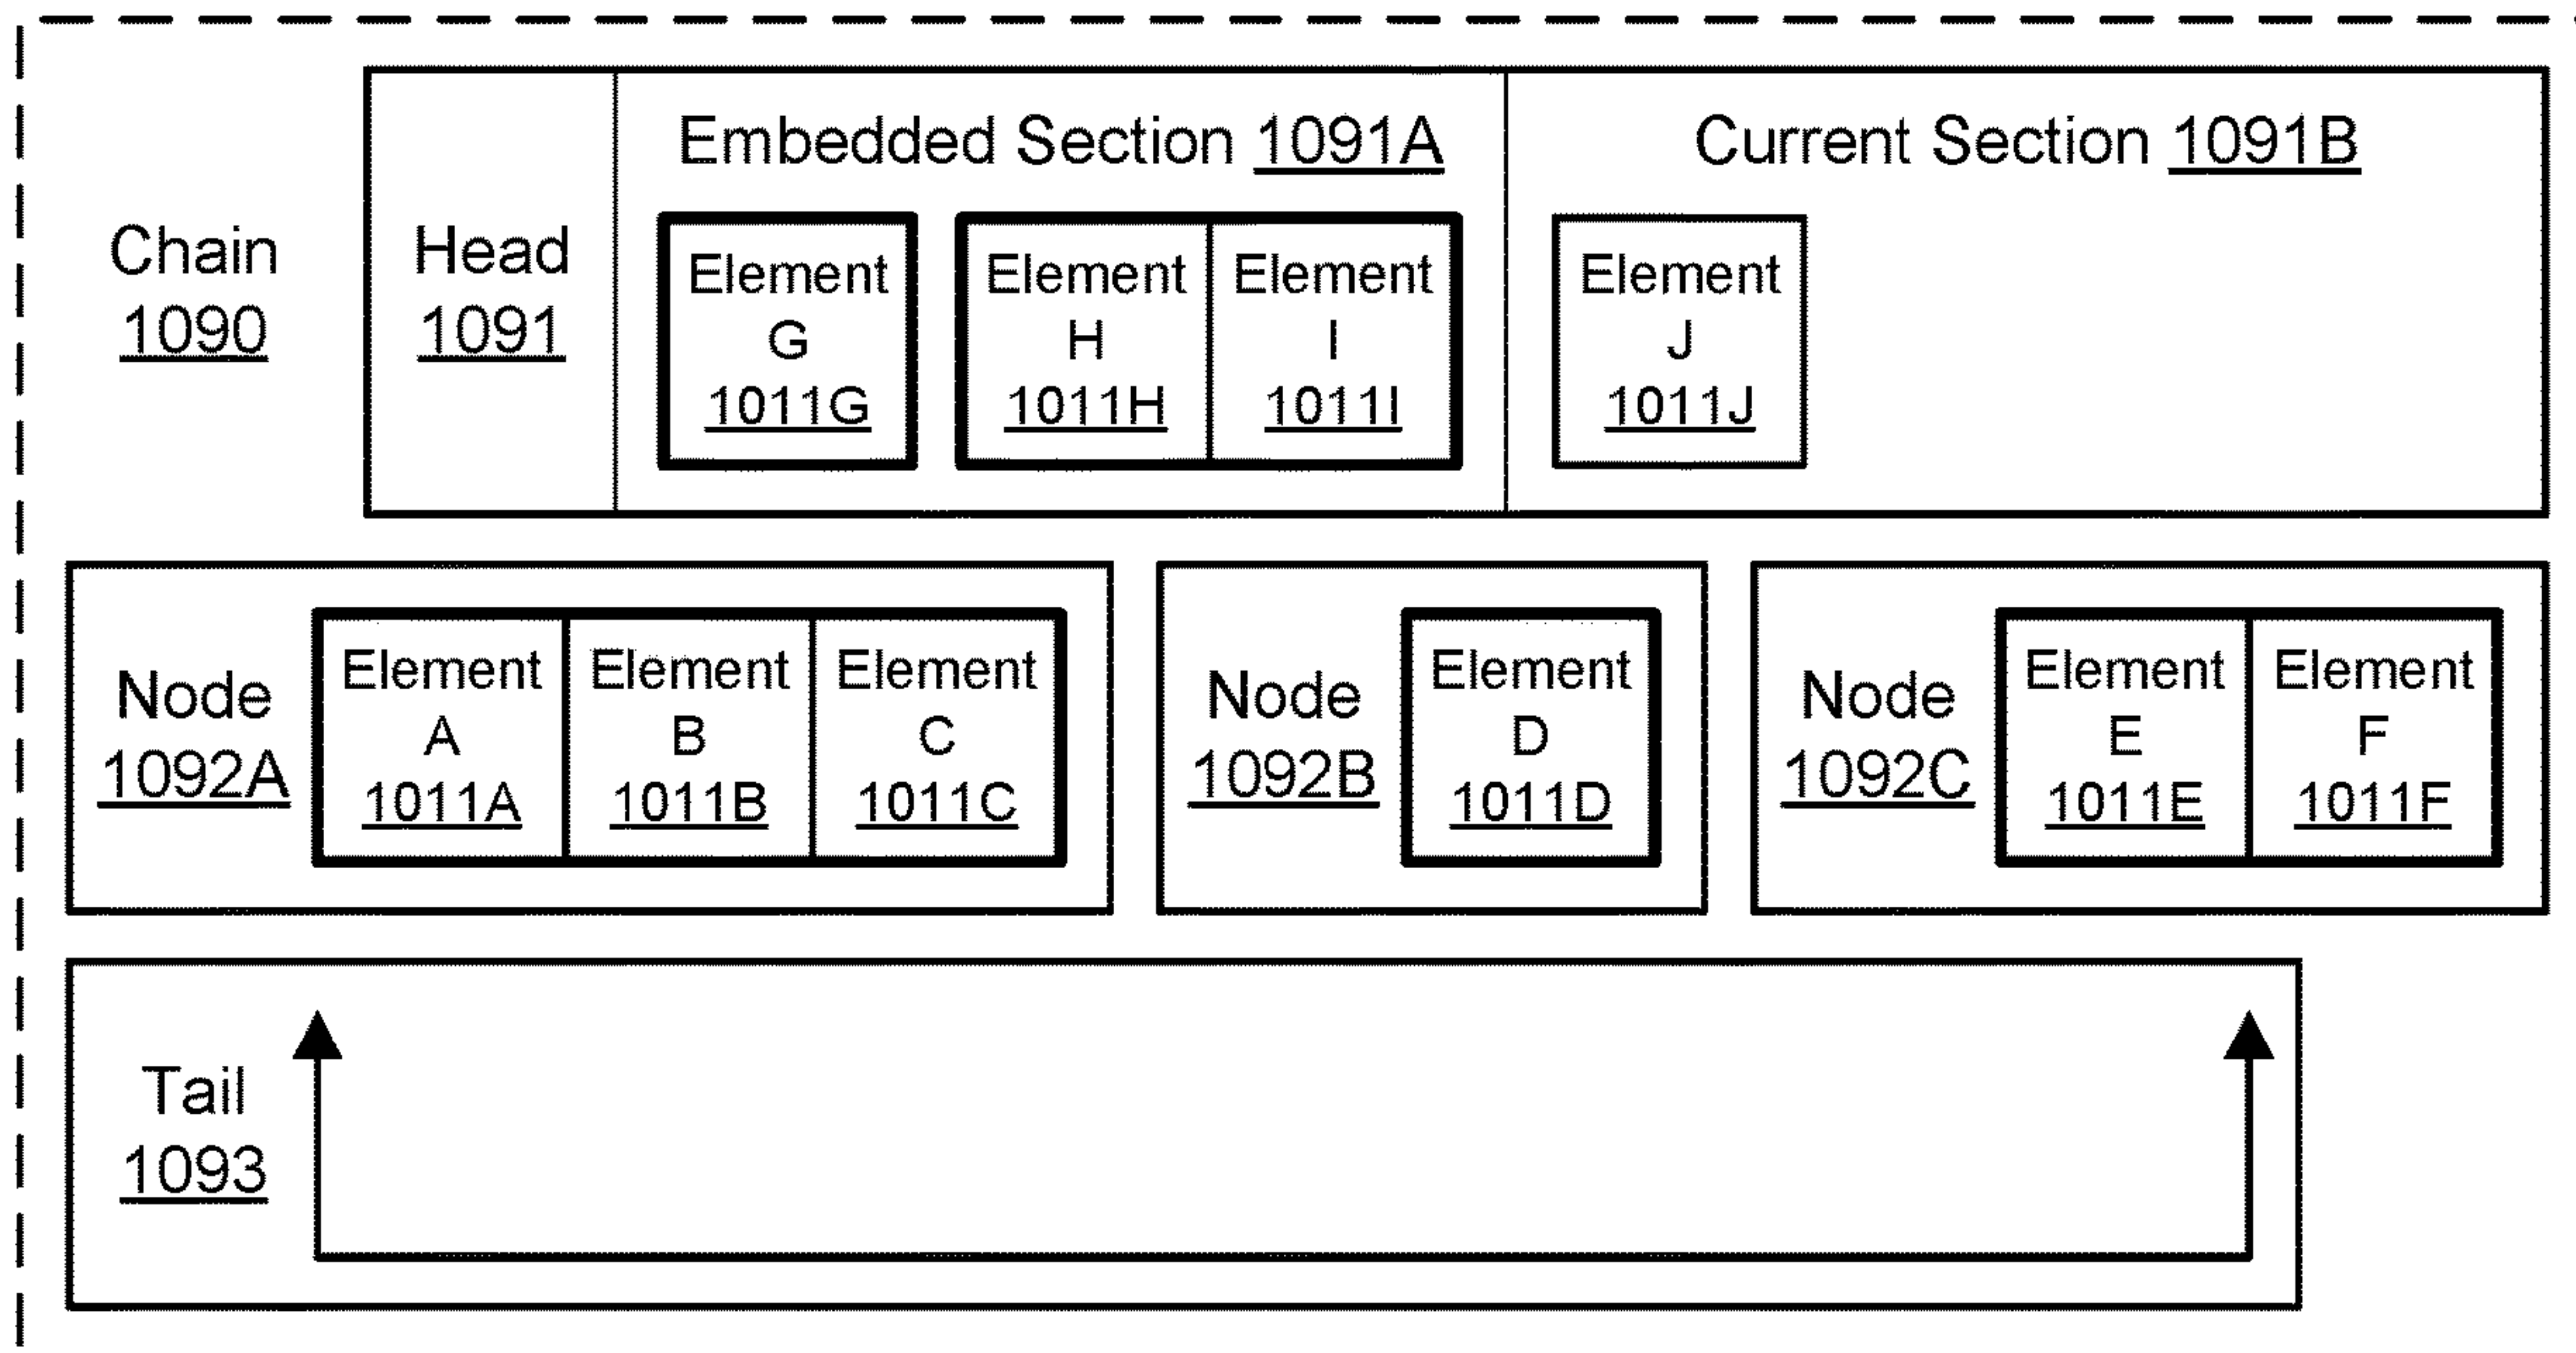 Chain
1090
Head
1091
Embedded Section 1091A
Element
G
1011G
Element
H
1011H
Element
I
1011I
Current Section 1091B
Element
J
1011J
Node
1092A
Element
A
1011A
Element
B
1011B
Element
C
1011C
Node
1092B
Element
D
1011D
Node
1092C
Element
E
1011E
Element
F
1011F
Tail
1093